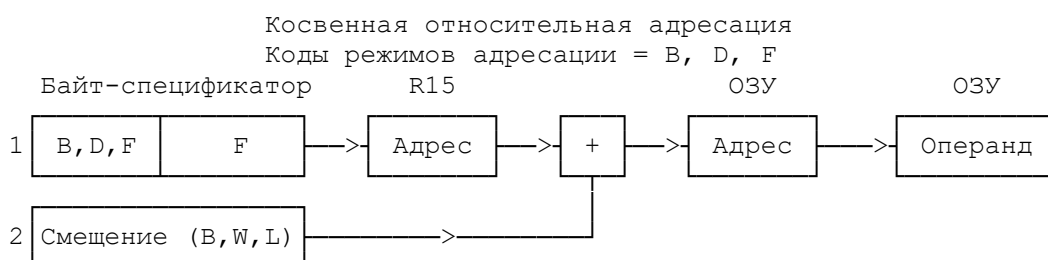 Косвенная относительная адресация
Коды режимов адресации = B, D, F
Байт-спецификатор R15 ОЗУ ОЗУ
1 B,D,F F Адрес + Адрес Операнд
2 Смещение (B,W,L)